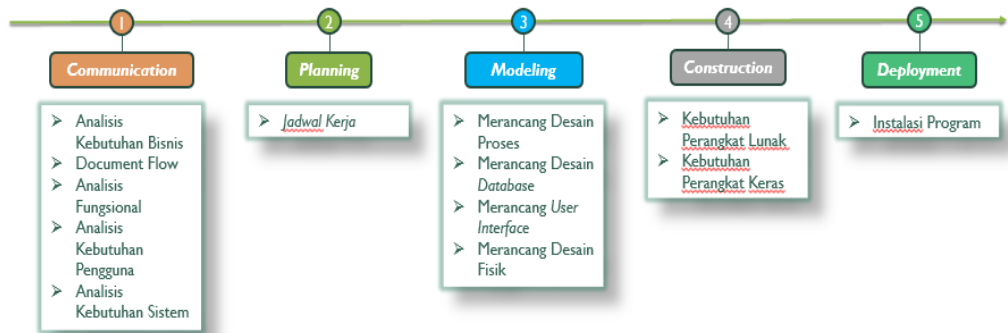 1
2
3
4
5
Communication
Planning
Modeling
Construction
Deployment
➢ Analisis
Kebutuhan Bisnis
➢ Document Flow
➢ Analisis
Fungsional
➢ Analisis
Kebutuhan
Pengguna
➢ Analisis
Kebutuhan Sistem
➢ Jadwal Kerja
➢ Merancang Desain
Proses
➢ Merancang Desain
Database
➢ Merancang User
Interface
➢ Merancang Desain
Fisik
➢ Kebutuhan
Perangkat Lunak
➢ Kebutuhan
Perangkat Keras
➢ Instalasi Program